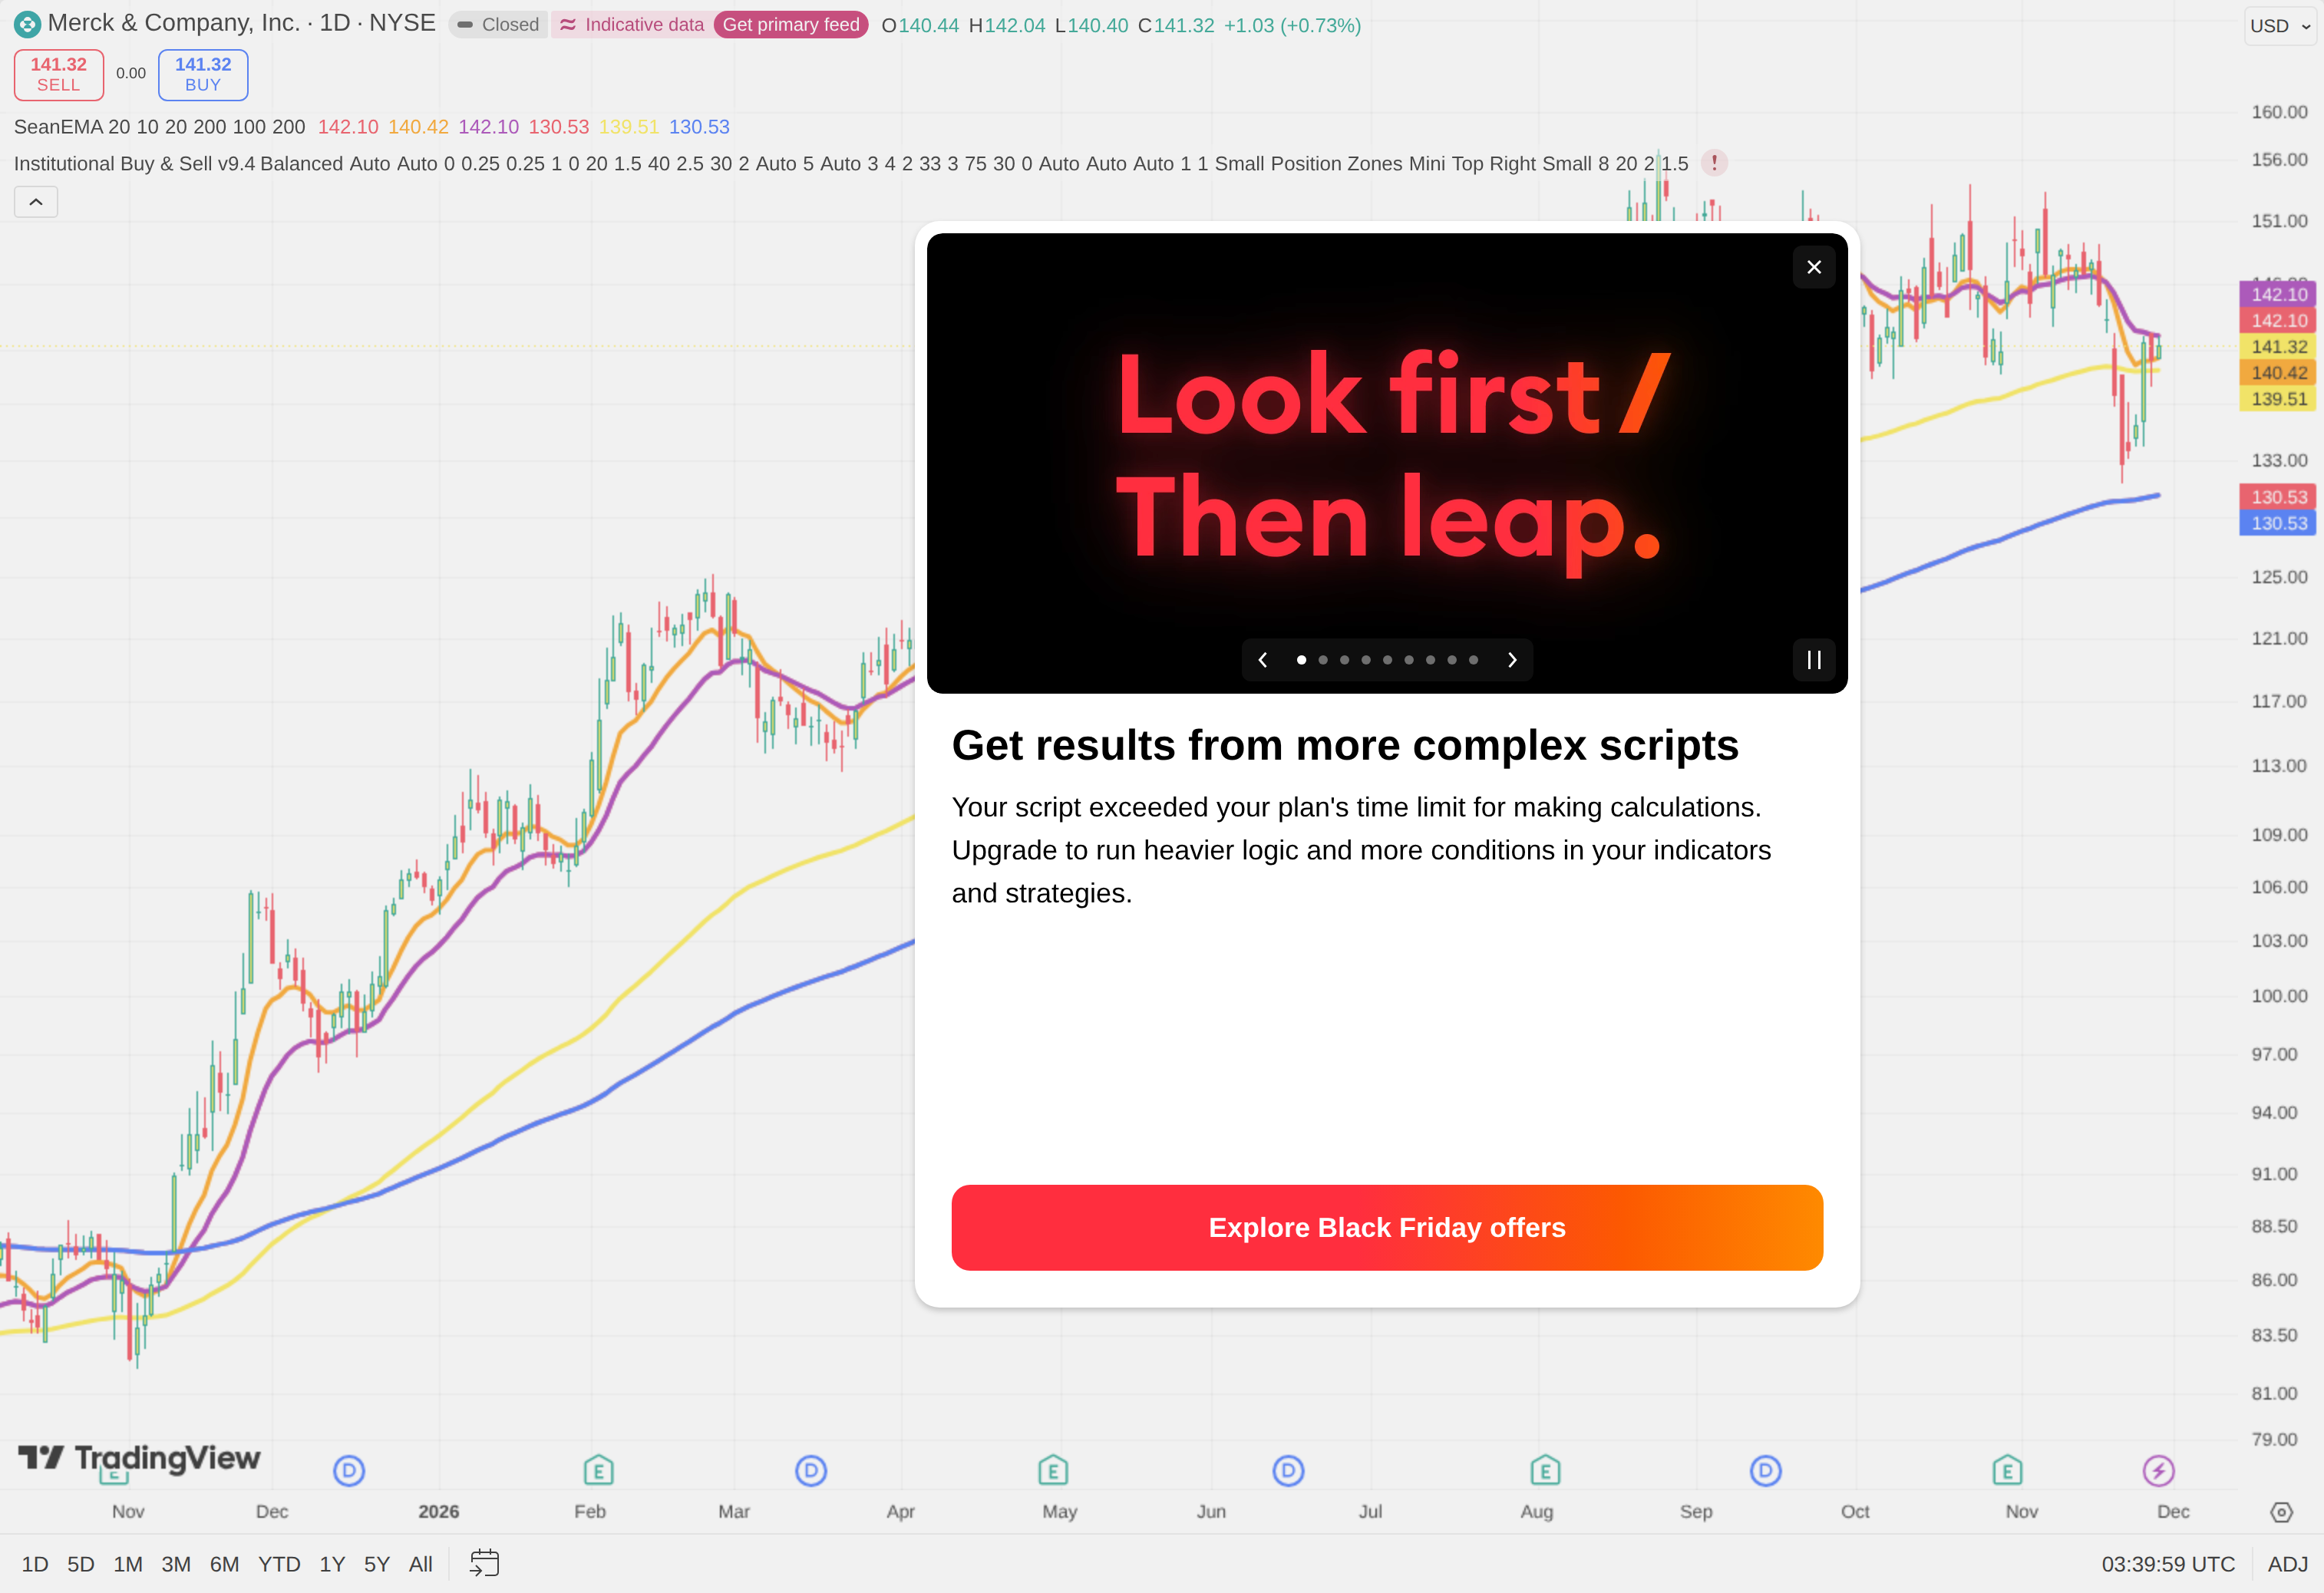 Merck & Company, Inc. · 1D · NYSE Closed Indicative data Get primary feed O140.44 H142.04 L140.40 C141.32 +1.03 (+0.73%)
USD
141.32 0.00 141.32
SELL BUY
SeanEMA 20 10 20 200 100 200 142.10 140.42 142.10 130.53 139.51 130.53
Institutional Buy & Sell v9.4 Balanced Auto Auto 0 0.25 0.25 1 0 20 1.5 40 2.5 30 2 Auto 5 Auto 3 4 2 33 3 75 30 0 Auto Auto Auto 1 1 Small Position Zones Mini Top Right Small 8 20 2 1.5
160.00
156.00
151.00
142.10
142.10
141.32
140.42
139.51
133.00
130.53
130.53
125.00
121.00
117.00
113.00
109.00
106.00
103.00
100.00
97.00
94.00
91.00
88.50
86.00
83.50
81.00
79.00
Look first /
Then leap.
Get results from more complex scripts
Your script exceeded your plan's time limit for making calculations.
Upgrade to run heavier logic and more conditions in your indicators
and strategies.
Explore Black Friday offers
TradingView
E D E D E D E D E
Nov Dec 2026 Feb Mar Apr May Jun Jul Aug Sep Oct Nov Dec
1D 5D 1M 3M 6M YTD 1Y 5Y All 03:39:59 UTC ADJ